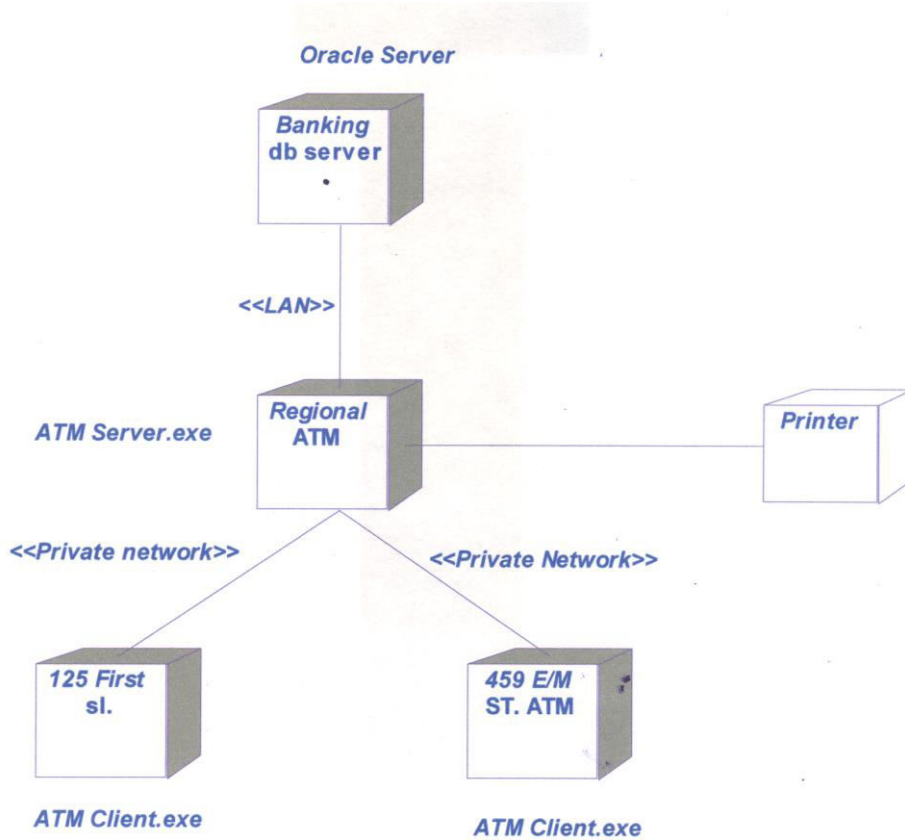 Oracle Server
Banking
db server
<<LAN>>
Regional
ATM
ATM Server.exe
Printer
<<Private network>>
<<Private Network>>
125 First
sl.
459 E/M
ST. ATM
ATM Client.exe
ATM Client.exe